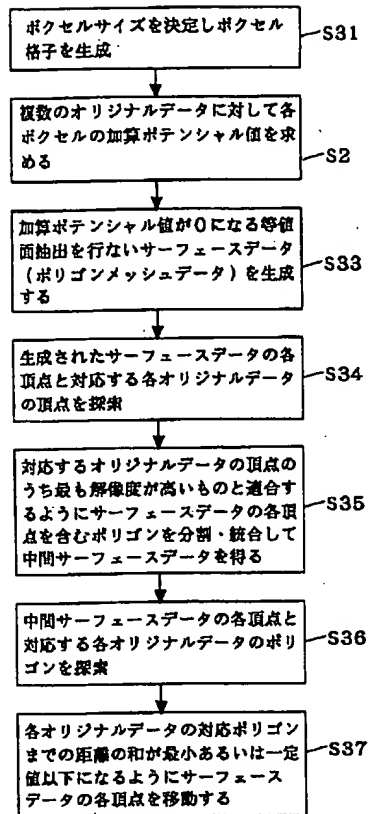 ボクセルサイズを決定しボクセル
格子を生成
S31
複数のオリジナルデータに対して各
ボクセルの加算ポテンシャル値を求
める
S2
加算ポテンシャル値が0になる等値
面抽出を行ないサーフェースデータ
(ポリゴンメッシュデータ)を生成
する
S33
生成されたサーフェースデータの各
頂点と対応する各オリジナルデータ
の頂点を探索
S34
対応するオリジナルデータの頂点の
うち最も解像度が高いものと適合す
るようにサーフェースデータの各頂
点を含むポリゴンを分割・統合して
中間サーフェースデータを得る
S35
中間サーフェースデータの各頂点と
対応する各オリジナルデータのポリ
ゴンを探索
S36
各オリジナルデータの対応ポリゴン
までの距離の和が最小あるいは一定
値以下になるようにサーフェース
データの各頂点を移動する
S37